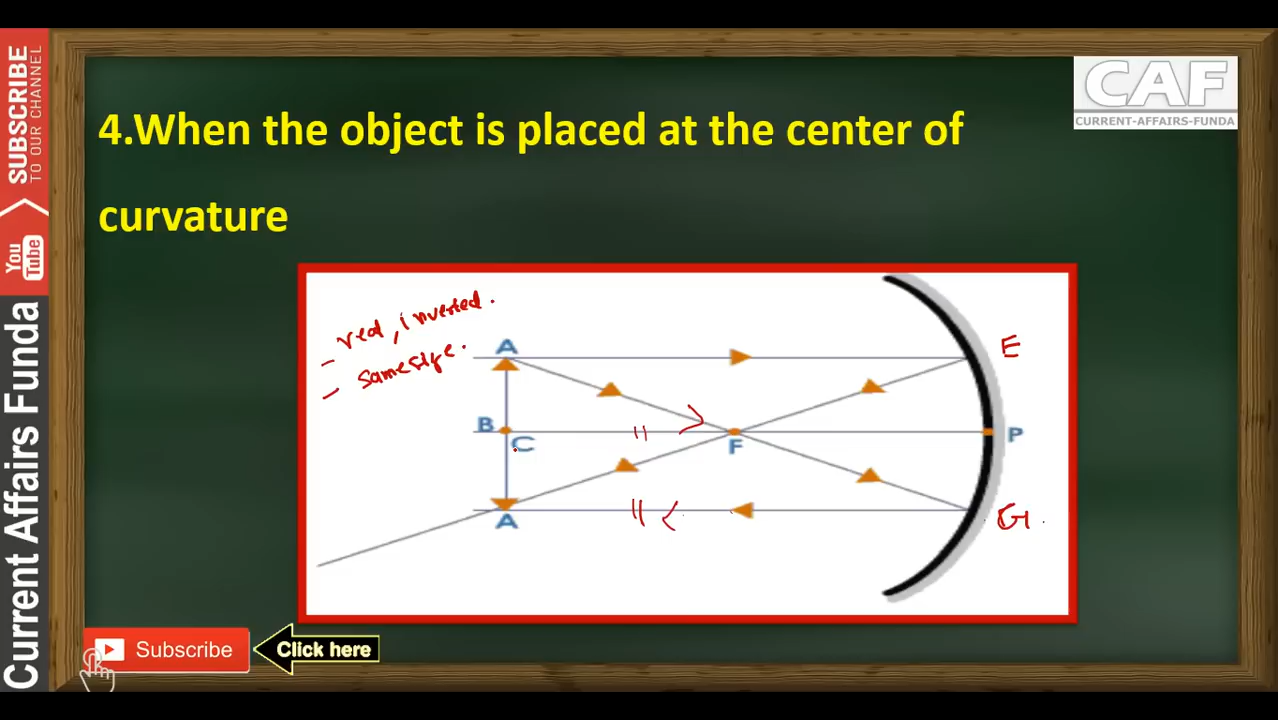 SUBSCRIBE
TO OUR CHANNEL
You
Tube
Current Affairs Funda
CAF
CURRENT-AFFAIRS-FUNDA
4.When the object is placed at the center of
curvature
- real, inverted.
- same size.
A
E
B
C
F
P
A
G
Subscribe
Click here